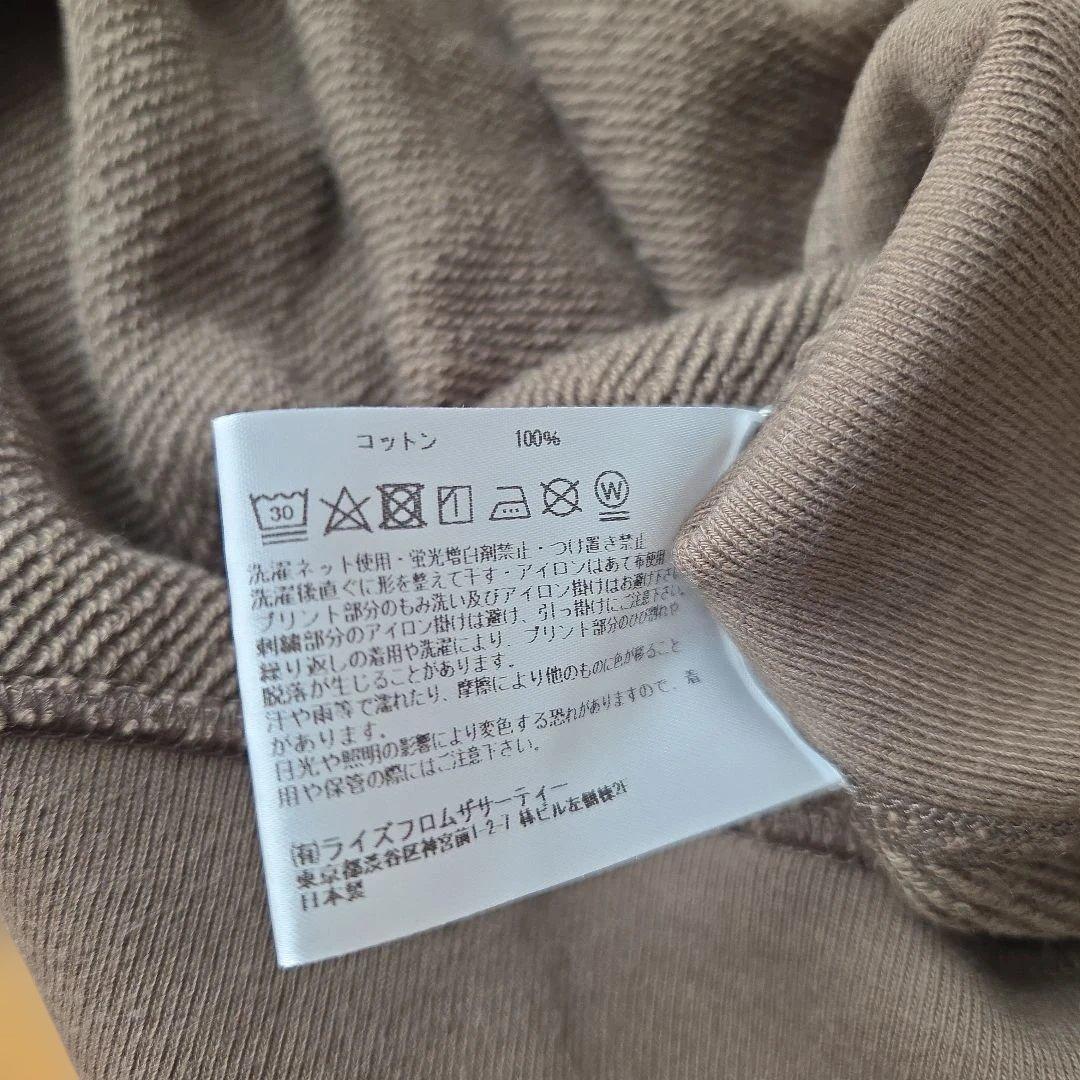 コットン 100%
30 W
洗濯ネット使用・蛍光増白剤禁止・つけ置き禁止
洗濯後直ぐに形を整えて干す・アイロンはあて布使用
プリント部分のもみ洗い及びアイロン掛けはお避け下さい。
刺繍部分のアイロン掛けは避け、引っ掛けにご注意下さい。
繰り返しの着用や洗濯により、プリント部分のひび割れや
脱落が生じることがあります。
汗や雨等で濡れたり、摩擦により他のものに色が移ること
があります。
日光や照明の影響により変色する恐れがありますので、着
用や保管の際にはご注意下さい。
(有)ライズフロムザサーティー
東京都渋谷区神宮前1-2-7 林ビル左側棟2F
日本製